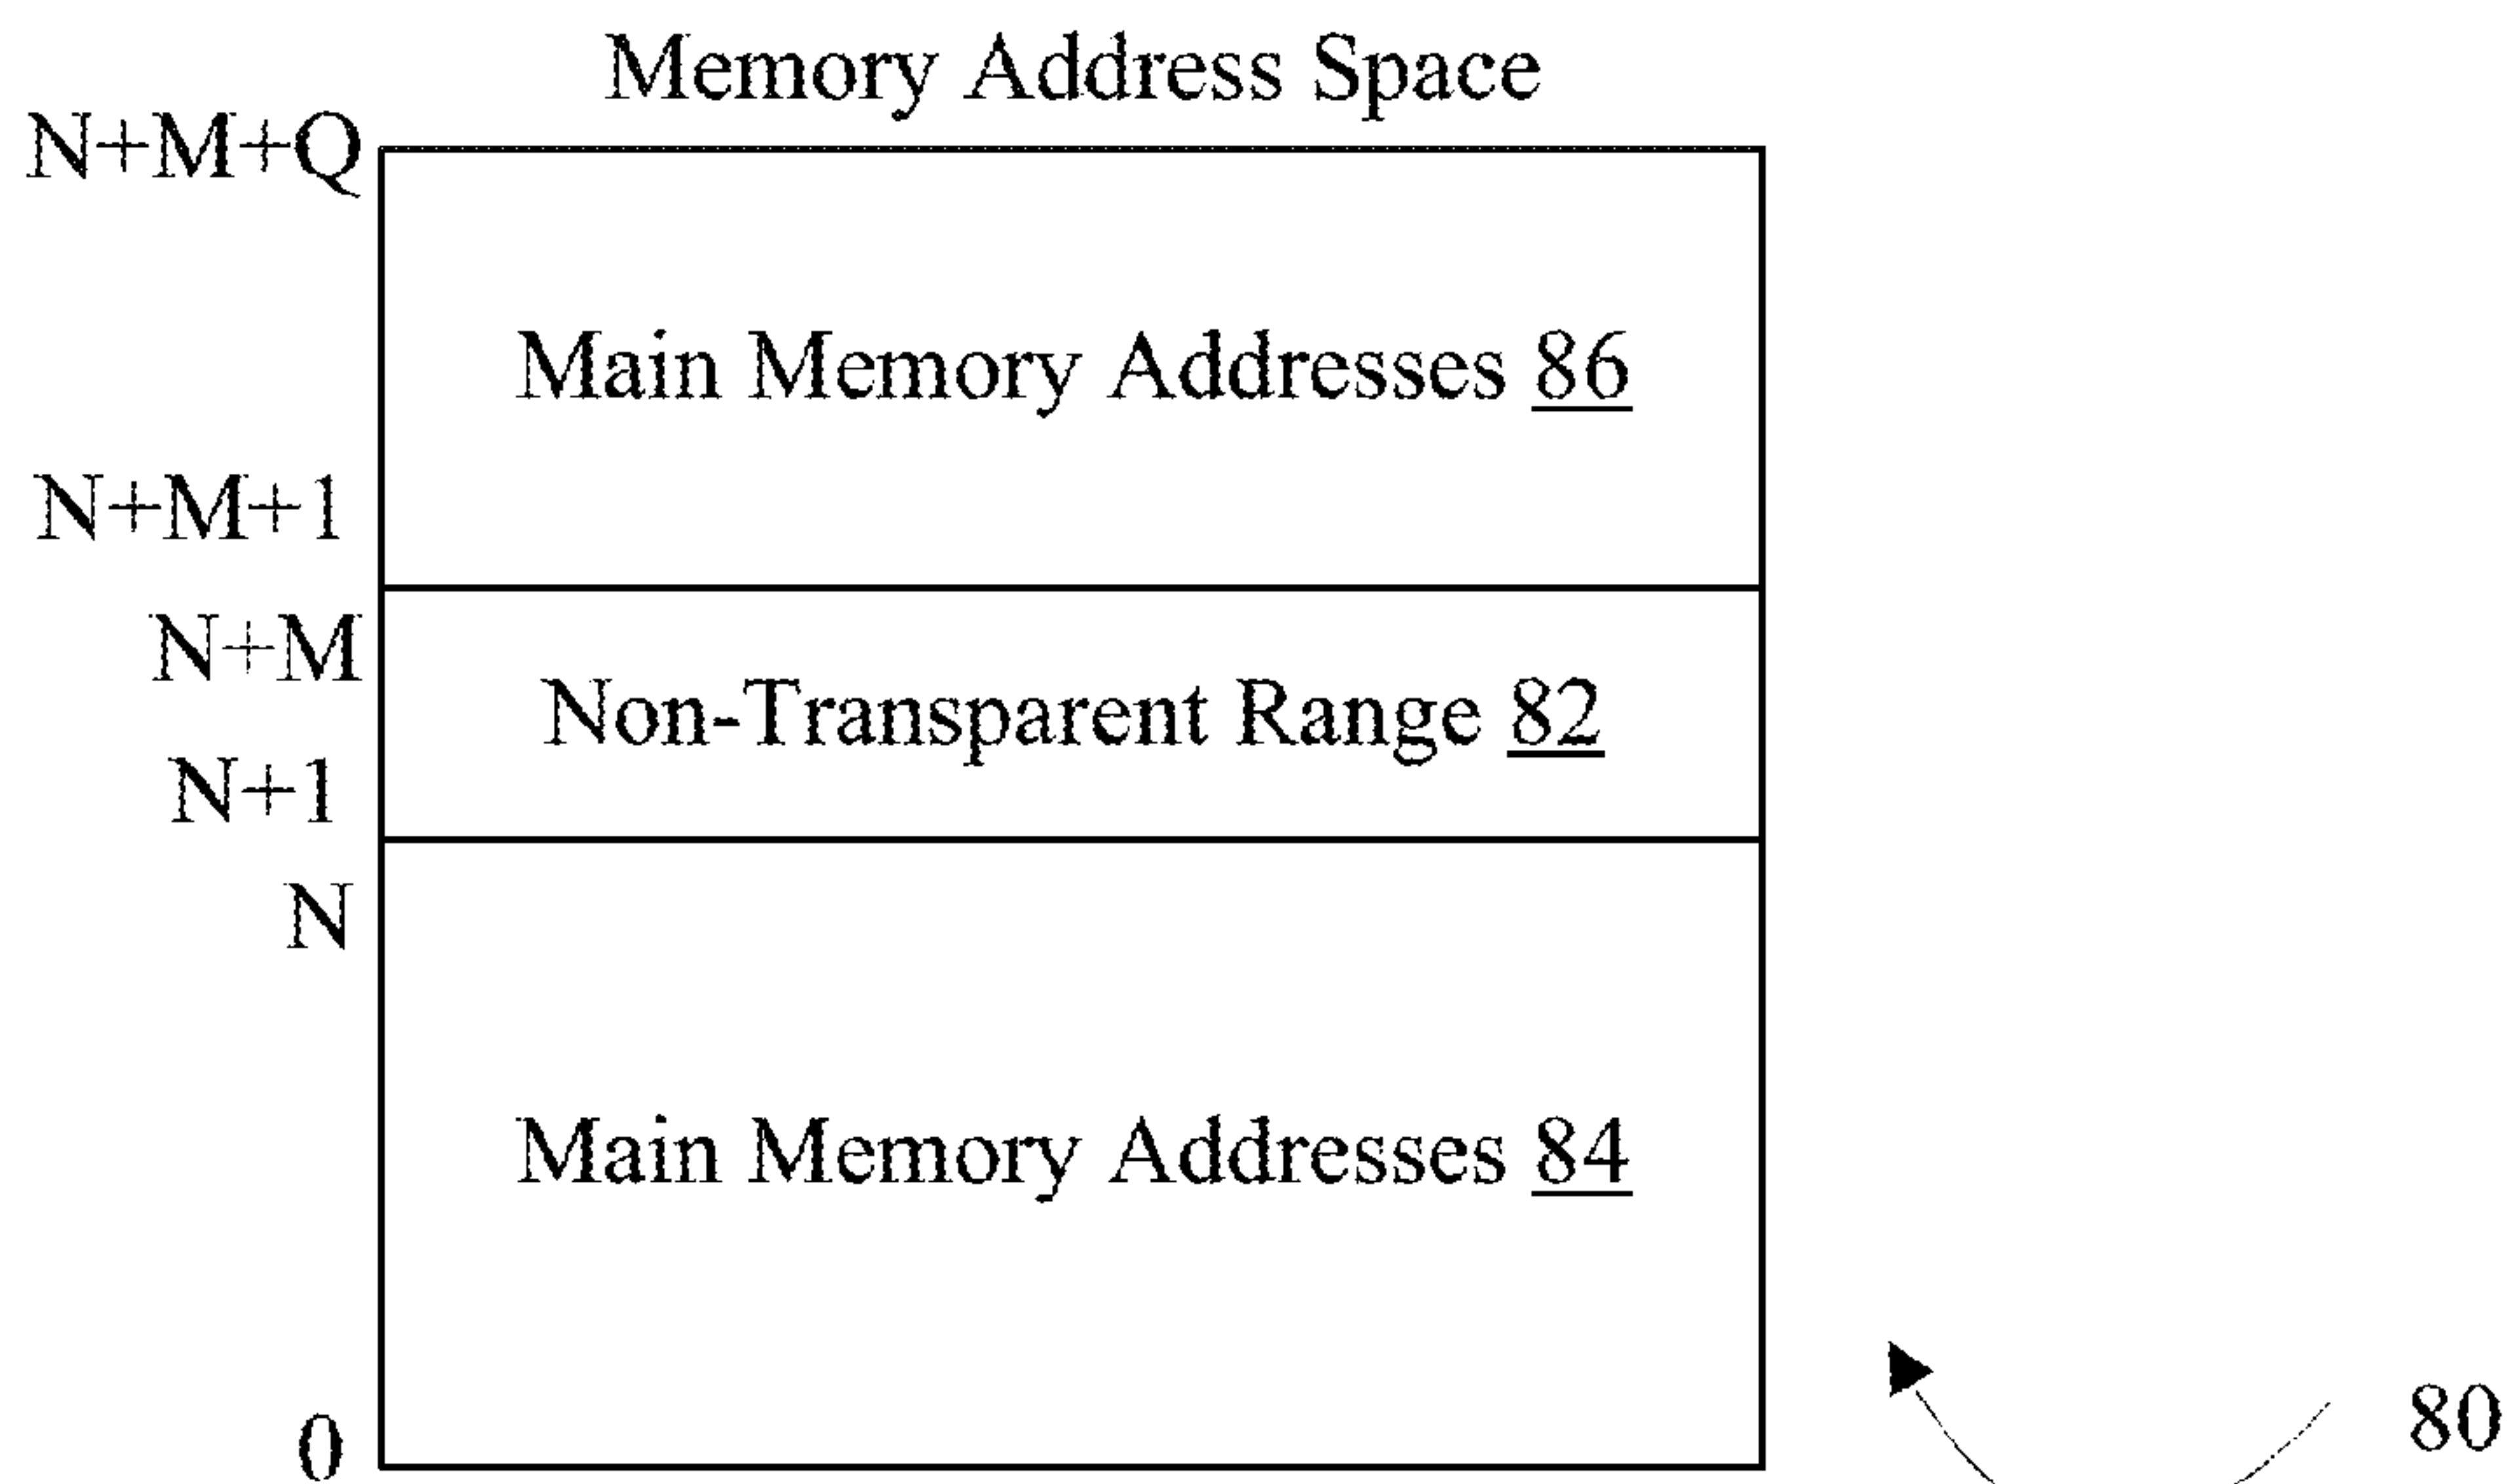 Memory Address Space
N+M+Q
Main Memory Addresses 86
N+M+1
N+M
Non-Transparent Range 82
N+1
N
Main Memory Addresses 84
0
80